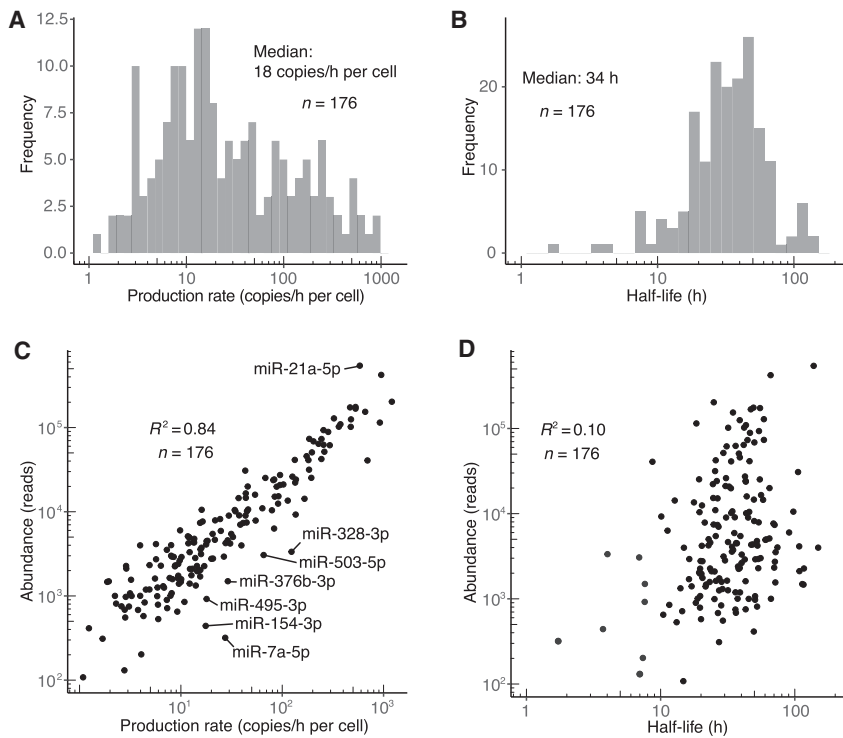 A
12.5
10.0
7.5
5.0
2.5
0.0
Frequency
Median:
18 copies/h per cell
n = 176
1
10
100
1000
Production rate (copies/h per cell)
B
20
10
0
Frequency
Median: 34 h
n = 176
1
10
100
Half-life (h)
C
10⁵
10⁴
10³
10²
Abundance (reads)
miR-21a-5p
R² = 0.84
n = 176
miR-328-3p
miR-503-5p
miR-376b-3p
miR-495-3p
miR-154-3p
miR-7a-5p
10¹
10²
10³
Production rate (copies/h per cell)
D
10⁵
10⁴
10³
10²
Abundance (reads)
R² = 0.10
n = 176
1
10
100
Half-life (h)